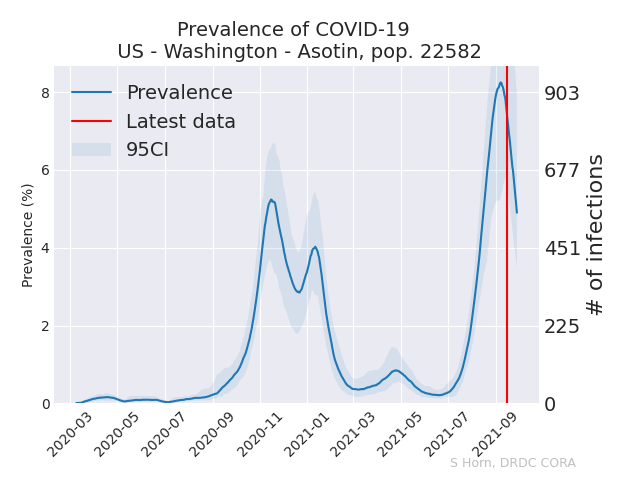 Prevalence of COVID-19
US - Washington - Asotin, pop. 22582
Prevalence
Latest data
95CI
Prevalence (%)
8
6
4
2
0
903
677
451
225
0
# of infections
2020-03
2020-05
2020-07
2020-09
2020-11
2021-01
2021-03
2021-05
2021-07
2021-09
S Horn, DRDC CORA